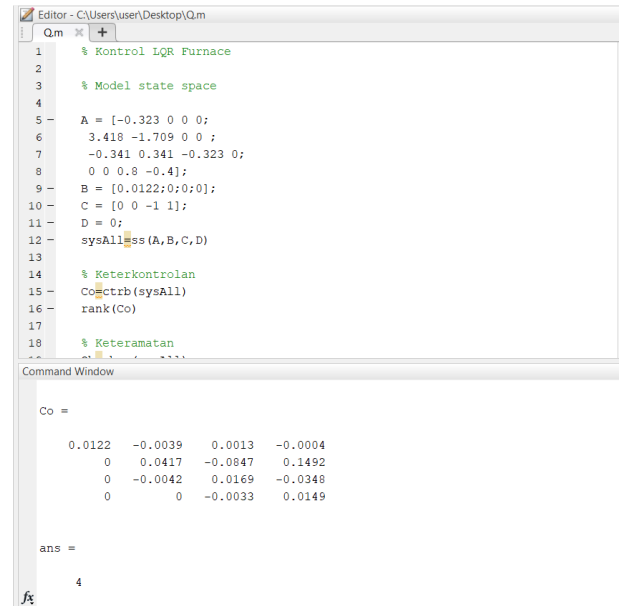 Editor - C:\Users\user\Desktop\Q.m
Q.m × +
1 % Kontrol LQR Furnace
2
3 % Model state space
4
5 – A = [-0.323 0 0 0;
6 3.418 -1.709 0 0 ;
7 -0.341 0.341 -0.323 0;
8 0 0 0.8 -0.4];
9 – B = [0.0122;0;0;0];
10 – C = [0 0 -1 1];
11 – D = 0;
12 – sysAll=ss(A,B,C,D)
13
14 % Keterkontrolan
15 – Co=ctrb(sysAll)
16 – rank(Co)
17
18 % Keteramatan
Command Window
Co =
0.0122 -0.0039 0.0013 -0.0004
0 0.0417 -0.0847 0.1492
0 -0.0042 0.0169 -0.0348
0 0 -0.0033 0.0149
ans =
4
fx